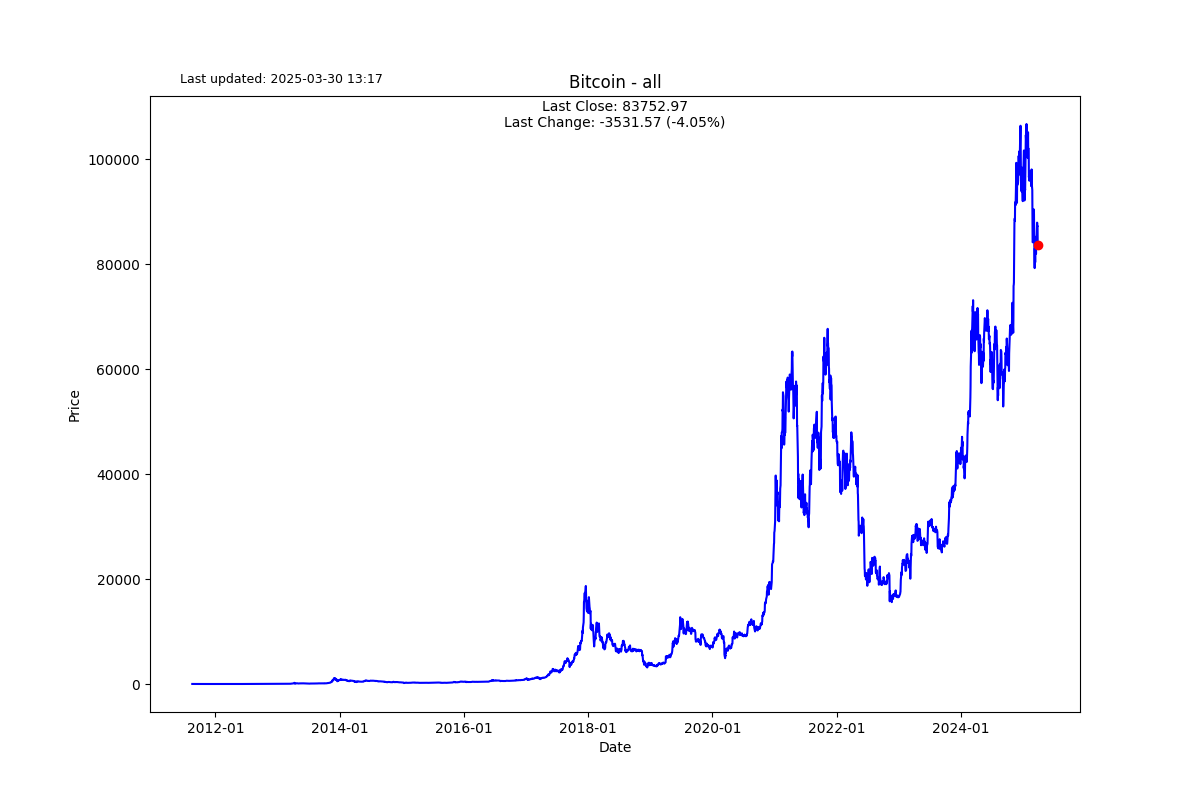 Last updated: 2025-03-30 13:17
Bitcoin - all
Last Close: 83752.97
Last Change: -3531.57 (-4.05%)
100000
80000
60000
40000
20000
0
Price
2012-01
2014-01
2016-01
2018-01
2020-01
2022-01
2024-01
Date